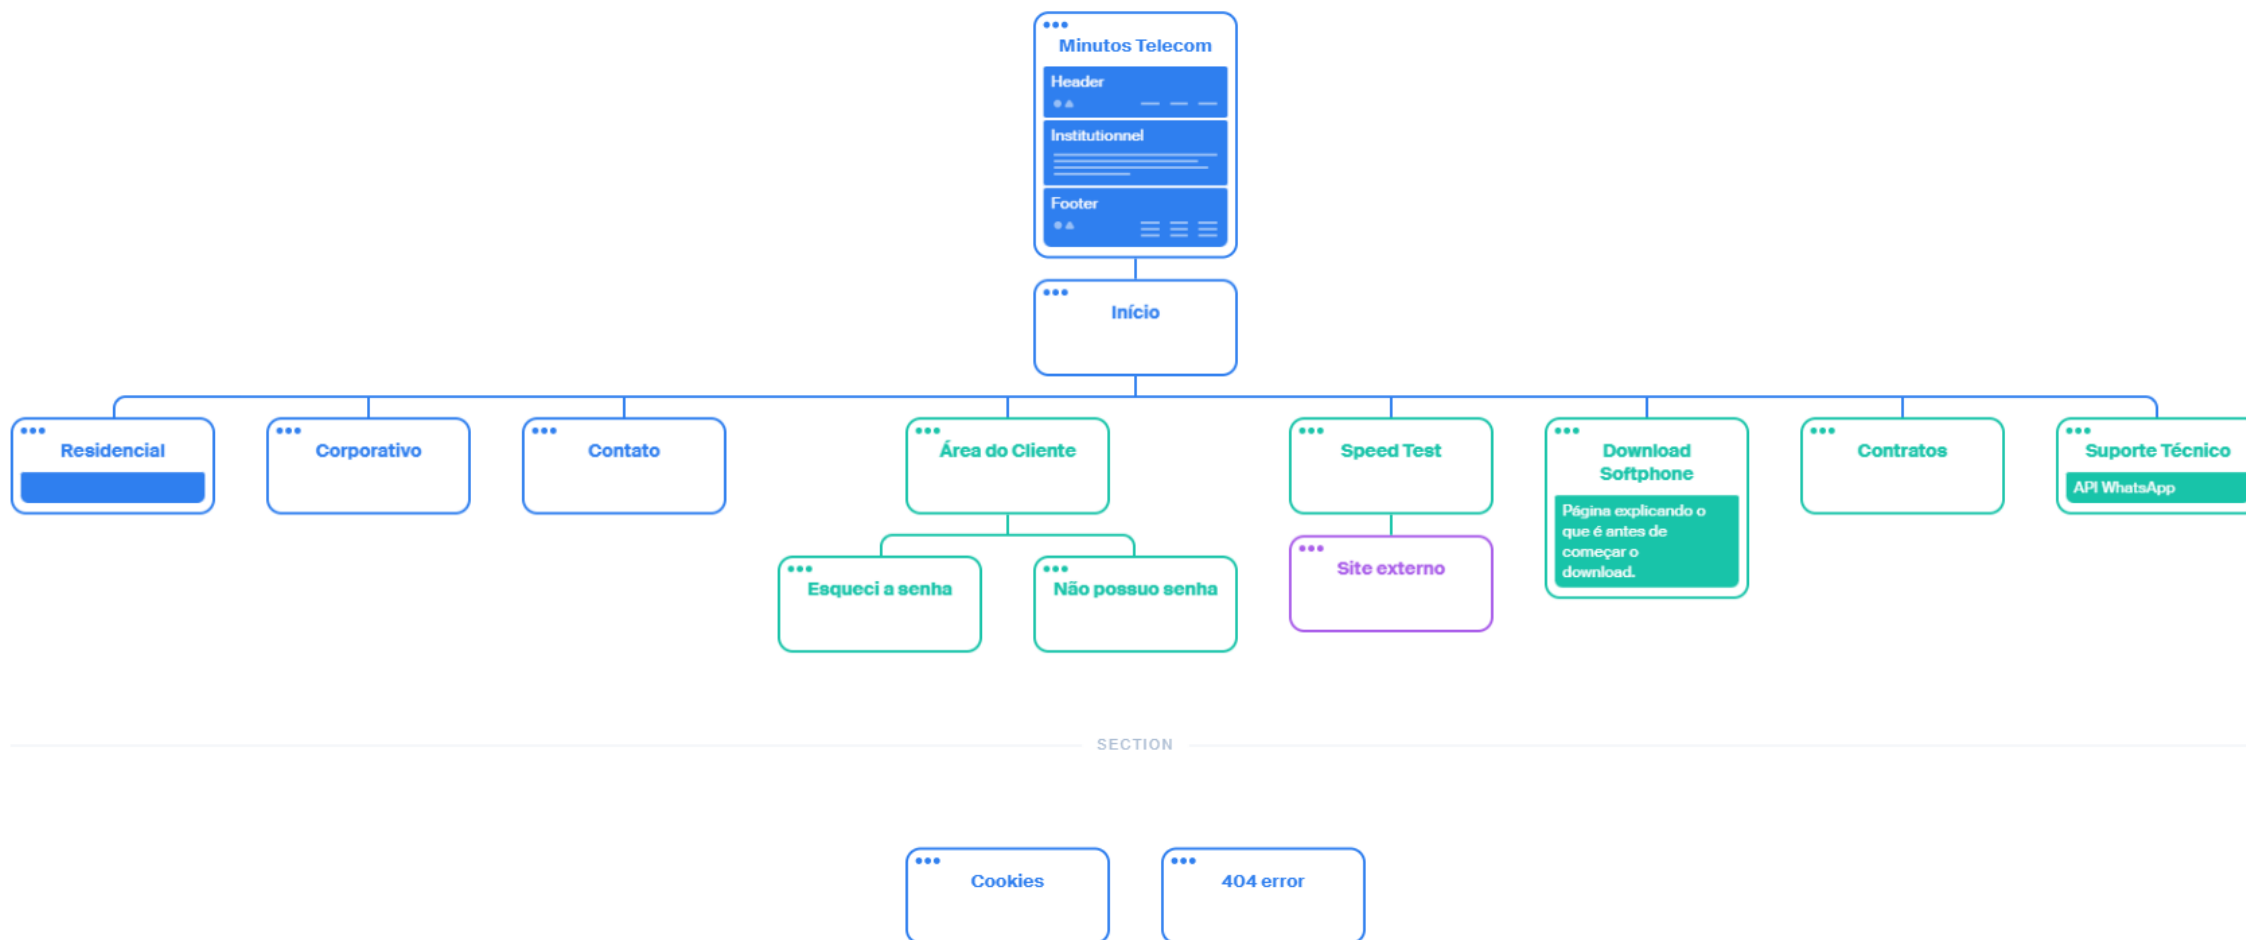 Minutos Telecom
Header
Institutionnel
Footer
Início
Residencial
Corporativo
Contato
Área do Cliente
Speed Test
Download
Softphone
Página explicando o
que é antes de
começar o
download.
Contratos
Suporte Técnico
API WhatsApp
Esqueci a senha
Não possuo senha
Site externo
SECTION
Cookies
404 error